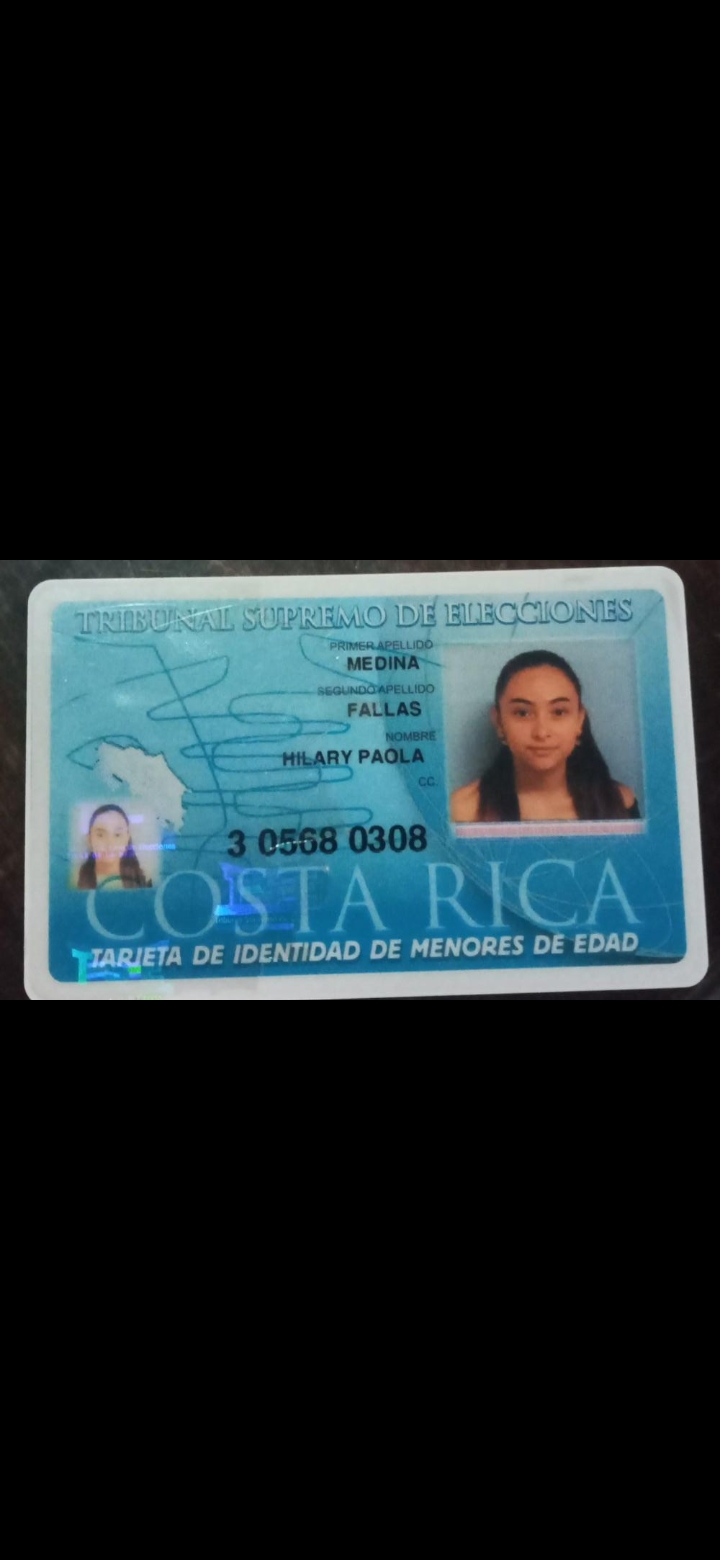 TRIBUNAL SUPREMO DE ELECCIONES
PRIMER APELLIDO
MEDINA
SEGUNDO APELLIDO
FALLAS
NOMBRE
HILARY PAOLA
CC.
3 0568 0308
COSTA RICA
TARJETA DE IDENTIDAD DE MENORES DE EDAD